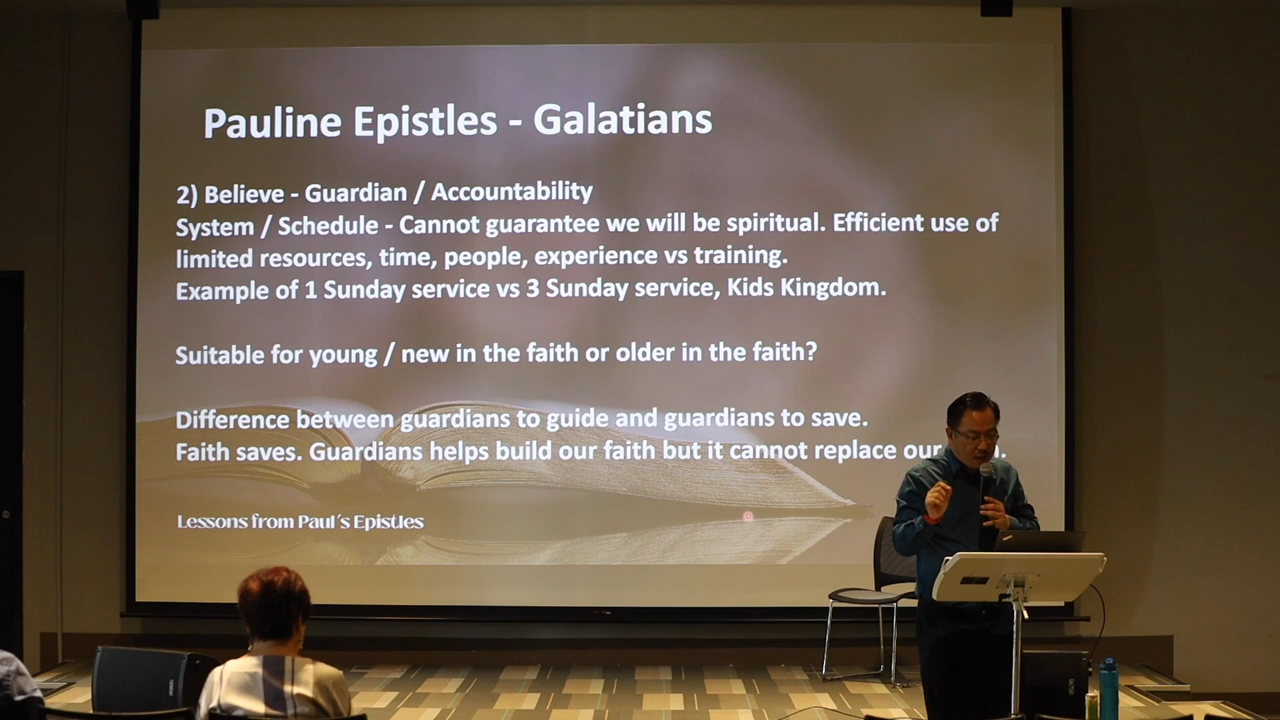 Pauline Epistles - Galatians
2) Believe - Guardian / Accountability
System / Schedule - Cannot guarantee we will be spiritual. Efficient use of
limited resources, time, people, experience vs training.
Example of 1 Sunday service vs 3 Sunday service, Kids Kingdom.
Suitable for young / new in the faith or older in the faith?
Difference between guardians to guide and guardians to save.
Faith saves. Guardians helps build our faith but it cannot replace our
Lessons from Paul's Epistles